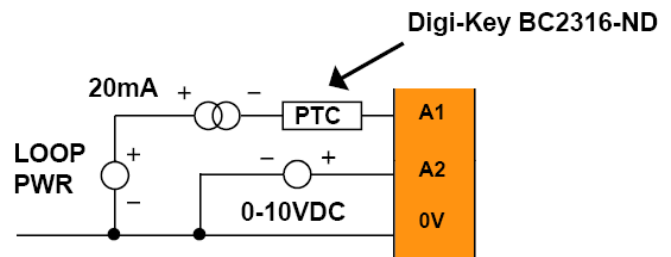 Digi-Key BC2316-ND
20mA + −
PTC
A1
LOOP
PWR
+
−
− +
A2
0-10VDC
0V